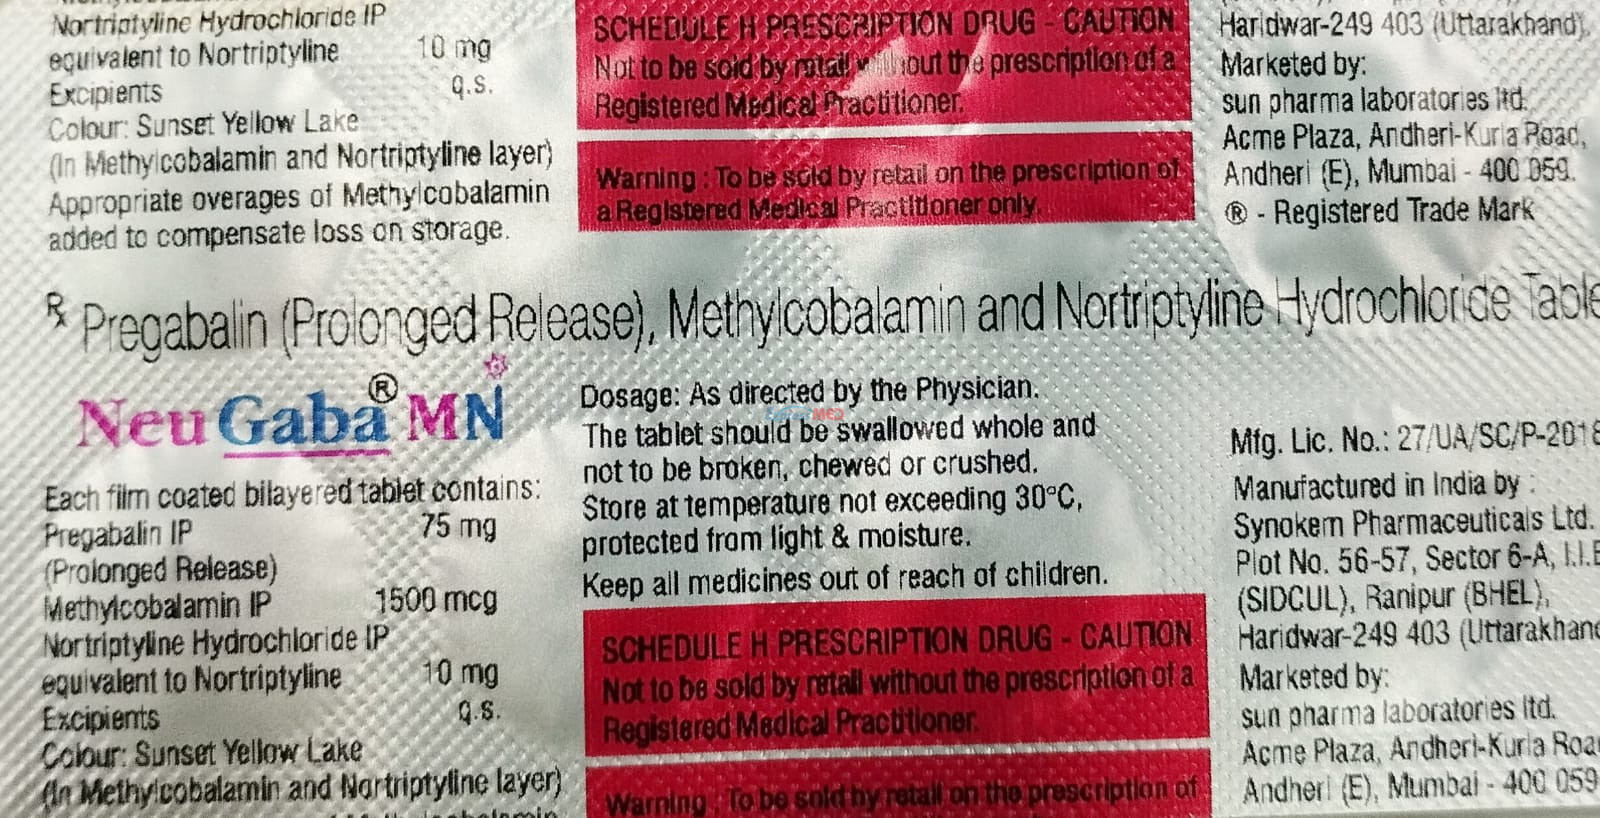 Nortriptyline Hydrochloride IP
equivalent to Nortriptyline 10 mg
Excipients q.s.
Colour: Sunset Yellow Lake
(In Methylcobalamin and Nortriptyline layer)
Appropriate overages of Methylcobalamin
added to compensate loss on storage.
SCHEDULE H PRESCRIPTION DRUG - CAUTION
Not to be sold by retail without the prescription of a
Registered Medical Practitioner.
Warning : To be sold by retail on the prescription of
a Registered Medical Practitioner only.
Haridwar-249 403 (Uttarakhand).
Marketed by:
sun pharma laboratories ltd.
Acme Plaza, Andheri-Kurla Road,
Andheri (E), Mumbai - 400 059.
® - Registered Trade Mark
Rx Pregabalin (Prolonged Release), Methylcobalamin and Nortriptyline Hydrochloride Table
NeuGaba® MN
Each film coated bilayered tablet contains:
Pregabalin IP 75 mg
(Prolonged Release)
Methylcobalamin IP 1500 mcg
Nortriptyline Hydrochloride IP
equivalent to Nortriptyline 10 mg
Excipients q.s.
Colour: Sunset Yellow Lake
(In Methylcobalamin and Nortriptyline layer)
Dosage: As directed by the Physician.
The tablet should be swallowed whole and
not to be broken, chewed or crushed.
Store at temperature not exceeding 30°C,
protected from light & moisture.
Keep all medicines out of reach of children.
SCHEDULE H PRESCRIPTION DRUG - CAUTION
Not to be sold by retail without the prescription of a
Registered Medical Practitioner.
Warning : To be sold by retail on the prescription of
Mfg. Lic. No.: 27/UA/SC/P-2018
Manufactured in India by :
Synokem Pharmaceuticals Ltd.
Plot No. 56-57, Sector 6-A, I.I.E
(SIDCUL), Ranipur (BHEL),
Haridwar-249 403 (Uttarakhand
Marketed by:
sun pharma laboratories ltd.
Acme Plaza, Andheri-Kurla Roa
Andheri (E), Mumbai - 400 059